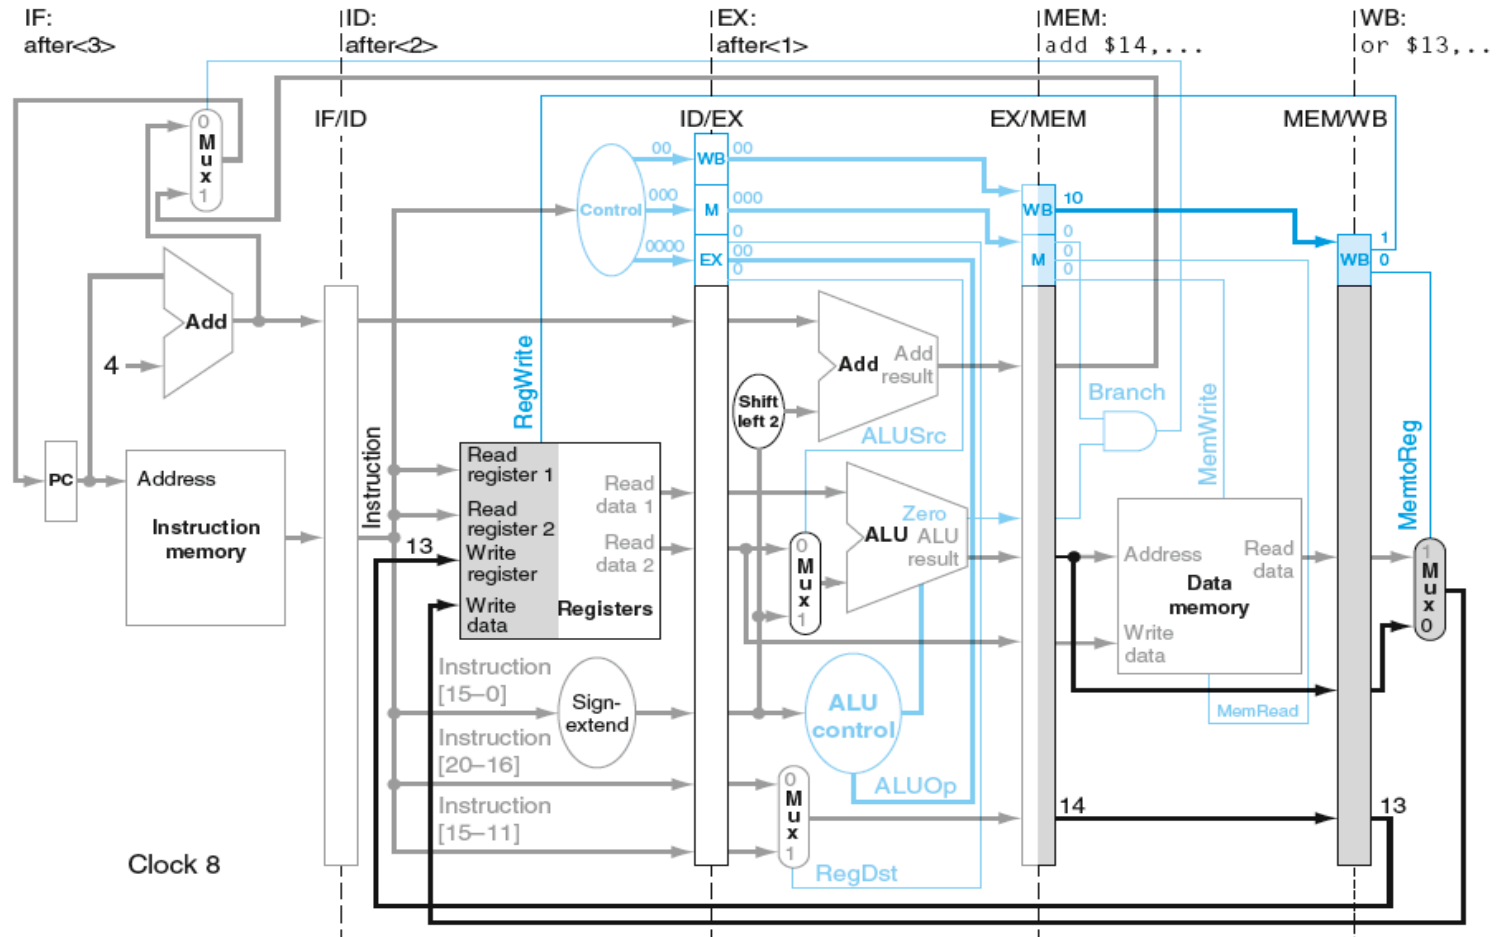 IF:
after<3>
ID:
after<2>
EX:
after<1>
MEM:
add $14,...
WB:
or $13,..
IF/ID
ID/EX
EX/MEM
MEM/WB
0
Mux
1
Control
00
000
0000
WB
M
EX
00
000
0
00
0
WB
M
10
0
0
0
WB
1
0
Add
4
Add
Add
result
Shift
left 2
RegWrite
ALUSrc
Branch
MemWrite
MemtoReg
PC
Address
Instruction
memory
Instruction
Read
register 1
Read
register 2
13
Write
register
Write
data
Read
data 1
Read
data 2
Registers
0
Mux
1
Zero
ALU
ALU
result
Address
Read
data
Data
memory
Write
data
1
Mux
0
MemRead
Instruction
[15–0]
Sign-
extend
ALU
control
Instruction
[20–16]
Instruction
[15–11]
0
Mux
1
ALUOp
RegDst
14
13
Clock 8